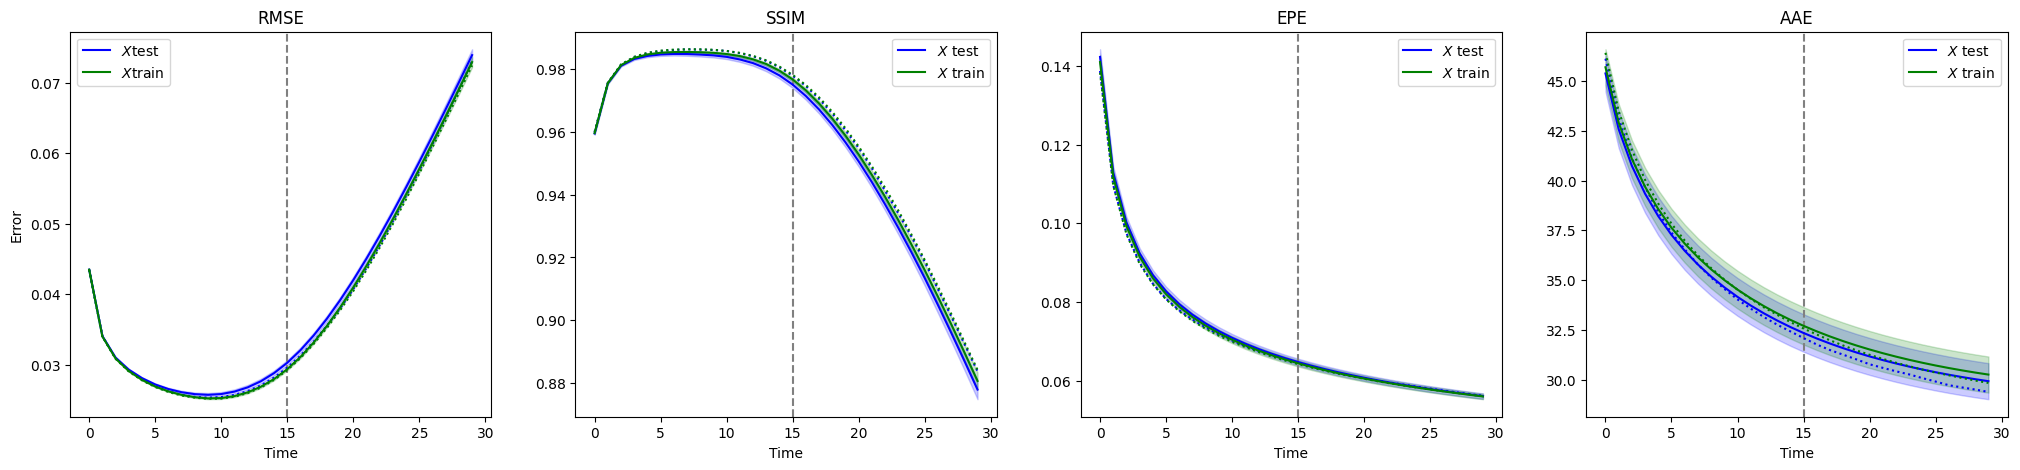 RMSE
Xtest
Xtrain
0.07
0.06
0.05
0.04
0.03
Error
0 5 10 15 20 25 30
Time
SSIM
X test
X train
0.98
0.96
0.94
0.92
0.90
0.88
0 5 10 15 20 25 30
Time
EPE
X test
X train
0.14
0.12
0.10
0.08
0.06
0 5 10 15 20 25 30
Time
AAE
X test
X train
45.0
42.5
40.0
37.5
35.0
32.5
30.0
0 5 10 15 20 25 30
Time